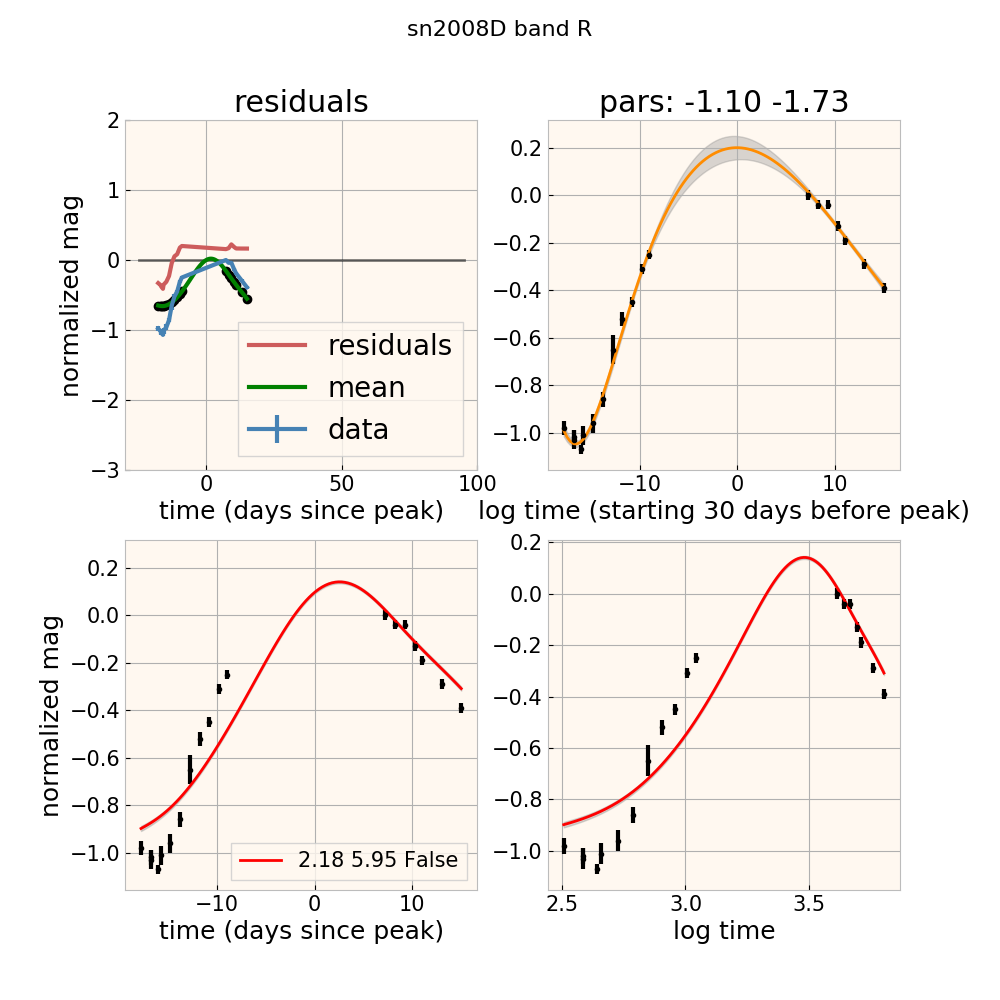 sn2008D band R
residuals
pars: -1.10 -1.73
normalized mag
2
1
0
−1
−2
−3
residuals
mean
data
0 50 100
time (days since peak)
0.2
0.0
−0.2
−0.4
−0.6
−0.8
−1.0
−10 0 10
log time (starting 30 days before peak)
normalized mag
0.2
0.0
−0.2
−0.4
−0.6
−0.8
−1.0
2.18 5.95 False
−10 0 10
time (days since peak)
0.2
0.0
−0.2
−0.4
−0.6
−0.8
−1.0
2.5 3.0 3.5
log time